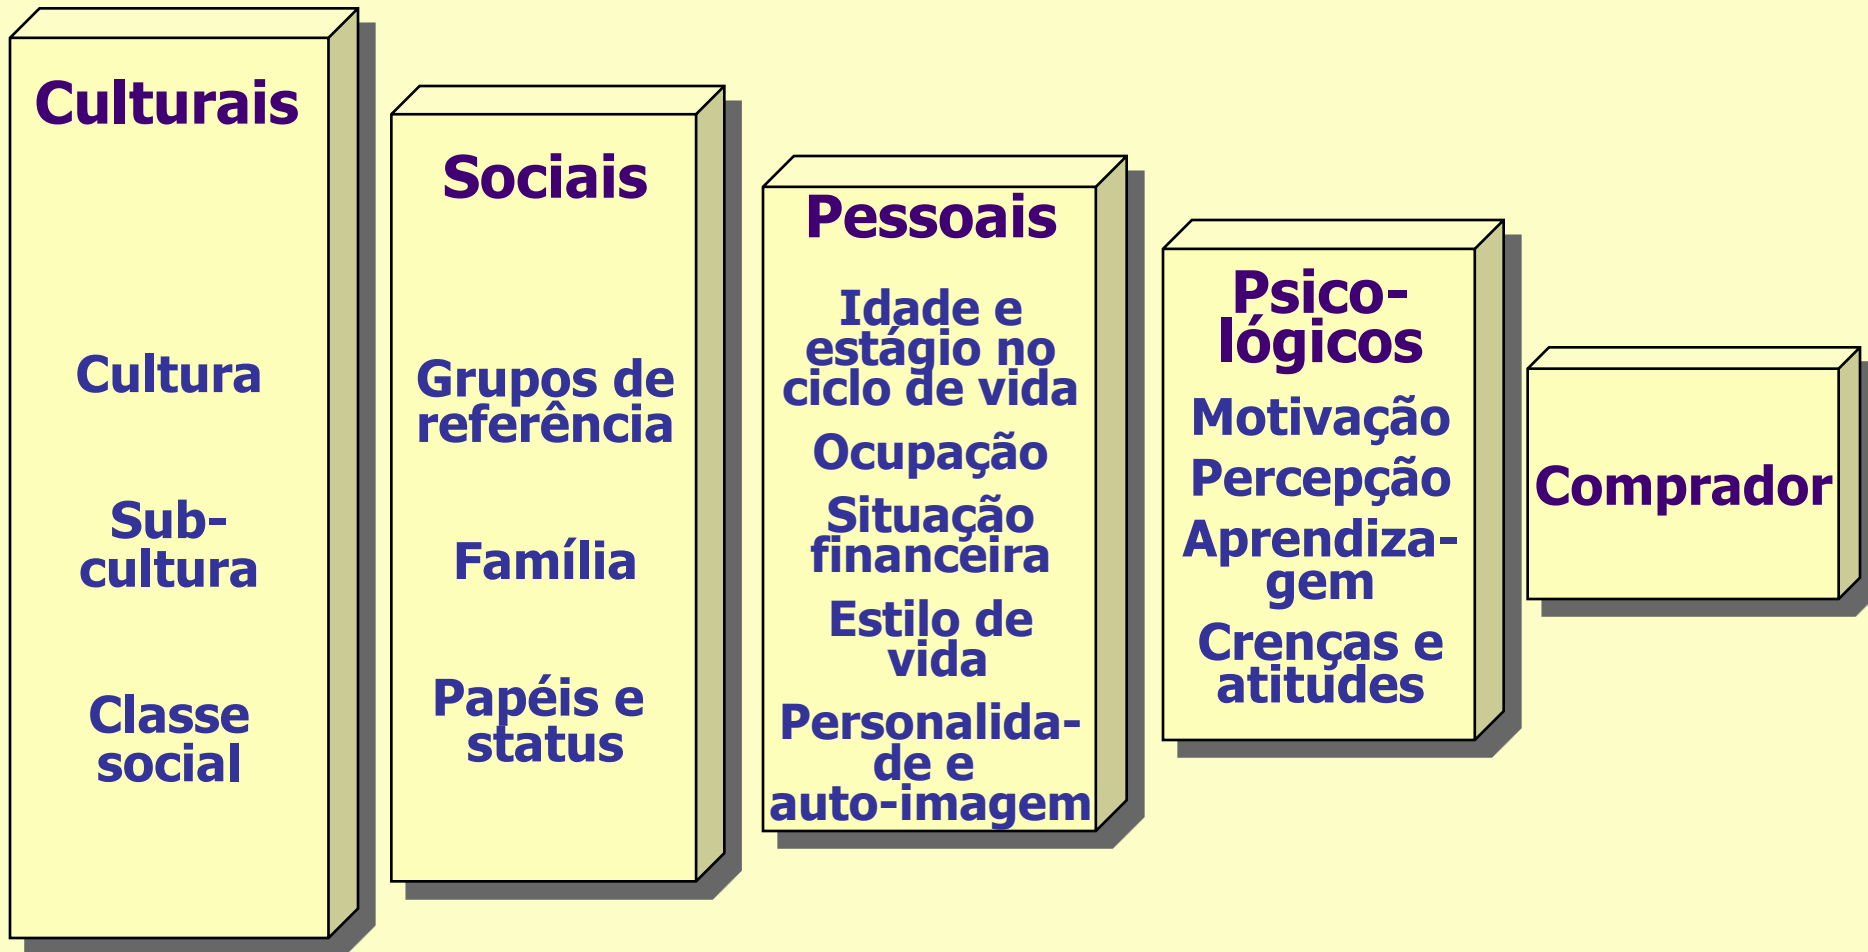 Culturais
Cultura
Sub-
cultura
Classe
social
Sociais
Grupos de
referência
Família
Papéis e
status
Pessoais
Idade e
estágio no
ciclo de vida
Ocupação
Situação
financeira
Estilo de
vida
Personalida-
de e
auto-imagem
Psico-
lógicos
Motivação
Percepção
Aprendiza-
gem
Crenças e
atitudes
Comprador